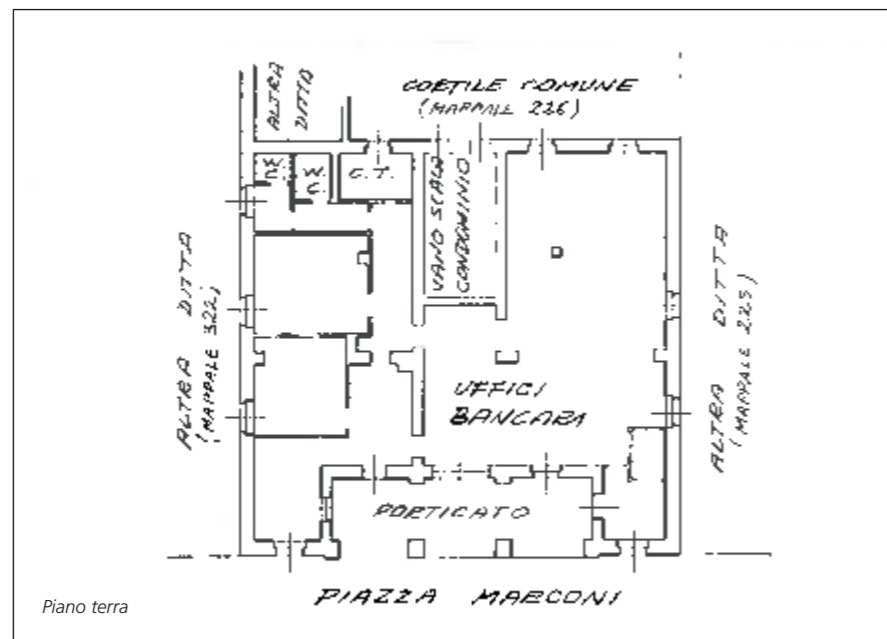 ALTRA
DITTA
CORTILE COMUNE
(MAPPALE 226)
W.
C.
W.
C.
C.T.
VANO SCALA
CONDOMINIO
ALTRA DITTA
(MAPPALE 322)
ALTRA DITTA
(MAPPALE 225)
UFFICI
BANCARI
PORTICATO
PIAZZA MARCONI
Piano terra